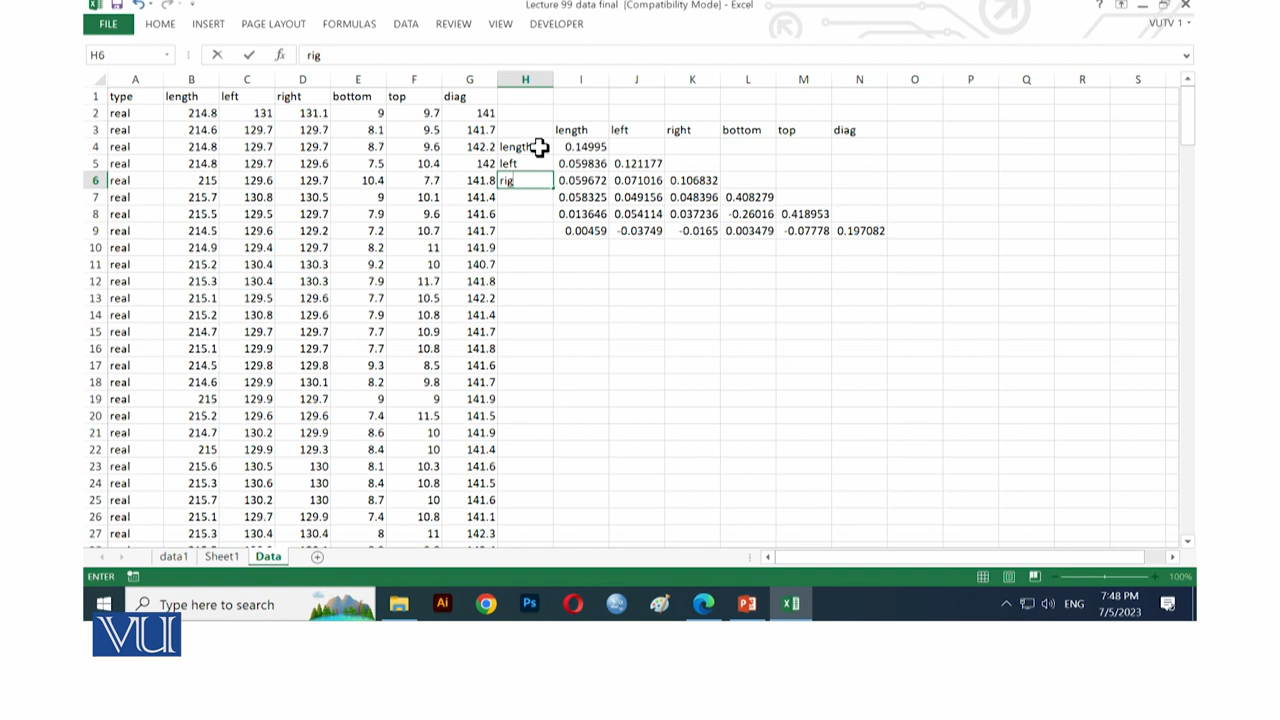 Lecture 99 data final [Compatibility Mode] - Excel
FILE HOME INSERT PAGE LAYOUT FORMULAS DATA REVIEW VIEW DEVELOPER VUTV 1
H6 rig
A B C D E F G H I J K L M N O P Q R S
1 type length left right bottom top diag
2 real 214.8 131 131.1 9 9.7 141
3 real 214.6 129.7 129.7 8.1 9.5 141.7 length left right bottom top diag
4 real 214.8 129.7 129.7 8.7 9.6 142.2 length 0.14995
5 real 214.8 129.7 129.6 7.5 10.4 142 left 0.059836 0.121177
6 real 215 129.6 129.7 10.4 7.7 141.8 rig 0.059672 0.071016 0.106832
7 real 215.7 130.8 130.5 9 10.1 141.4 0.058325 0.049156 0.048396 0.408279
8 real 215.5 129.5 129.7 7.9 9.6 141.6 0.013646 0.054114 0.037236 -0.26016 0.418953
9 real 214.5 129.6 129.2 7.2 10.7 141.7 0.00459 -0.03749 -0.0165 0.003479 -0.07778 0.197082
10 real 214.9 129.4 129.7 8.2 11 141.9
11 real 215.2 130.4 130.3 9.2 10 140.7
12 real 215.3 130.4 130.3 7.9 11.7 141.8
13 real 215.1 129.5 129.6 7.7 10.5 142.2
14 real 215.2 130.8 129.6 7.9 10.8 141.4
15 real 214.7 129.7 129.7 7.7 10.9 141.7
16 real 215.1 129.9 129.7 7.7 10.8 141.8
17 real 214.5 129.8 129.8 9.3 8.5 141.6
18 real 214.6 129.9 130.1 8.2 9.8 141.7
19 real 215 129.9 129.7 9 9 141.9
20 real 215.2 129.6 129.6 7.4 11.5 141.5
21 real 214.7 130.2 129.9 8.6 10 141.9
22 real 215 129.9 129.3 8.4 10 141.4
23 real 215.6 130.5 130 8.1 10.3 141.6
24 real 215.3 130.6 130 8.4 10.8 141.5
25 real 215.7 130.2 130 8.7 10 141.6
26 real 215.1 129.7 129.9 7.4 10.8 141.1
27 real 215.3 130.4 130.4 8 11 142.3
data1 Sheet1 Data
ENTER 100%
Type here to search Ai Ps ENG 7:48 PM
7/5/2023
VU